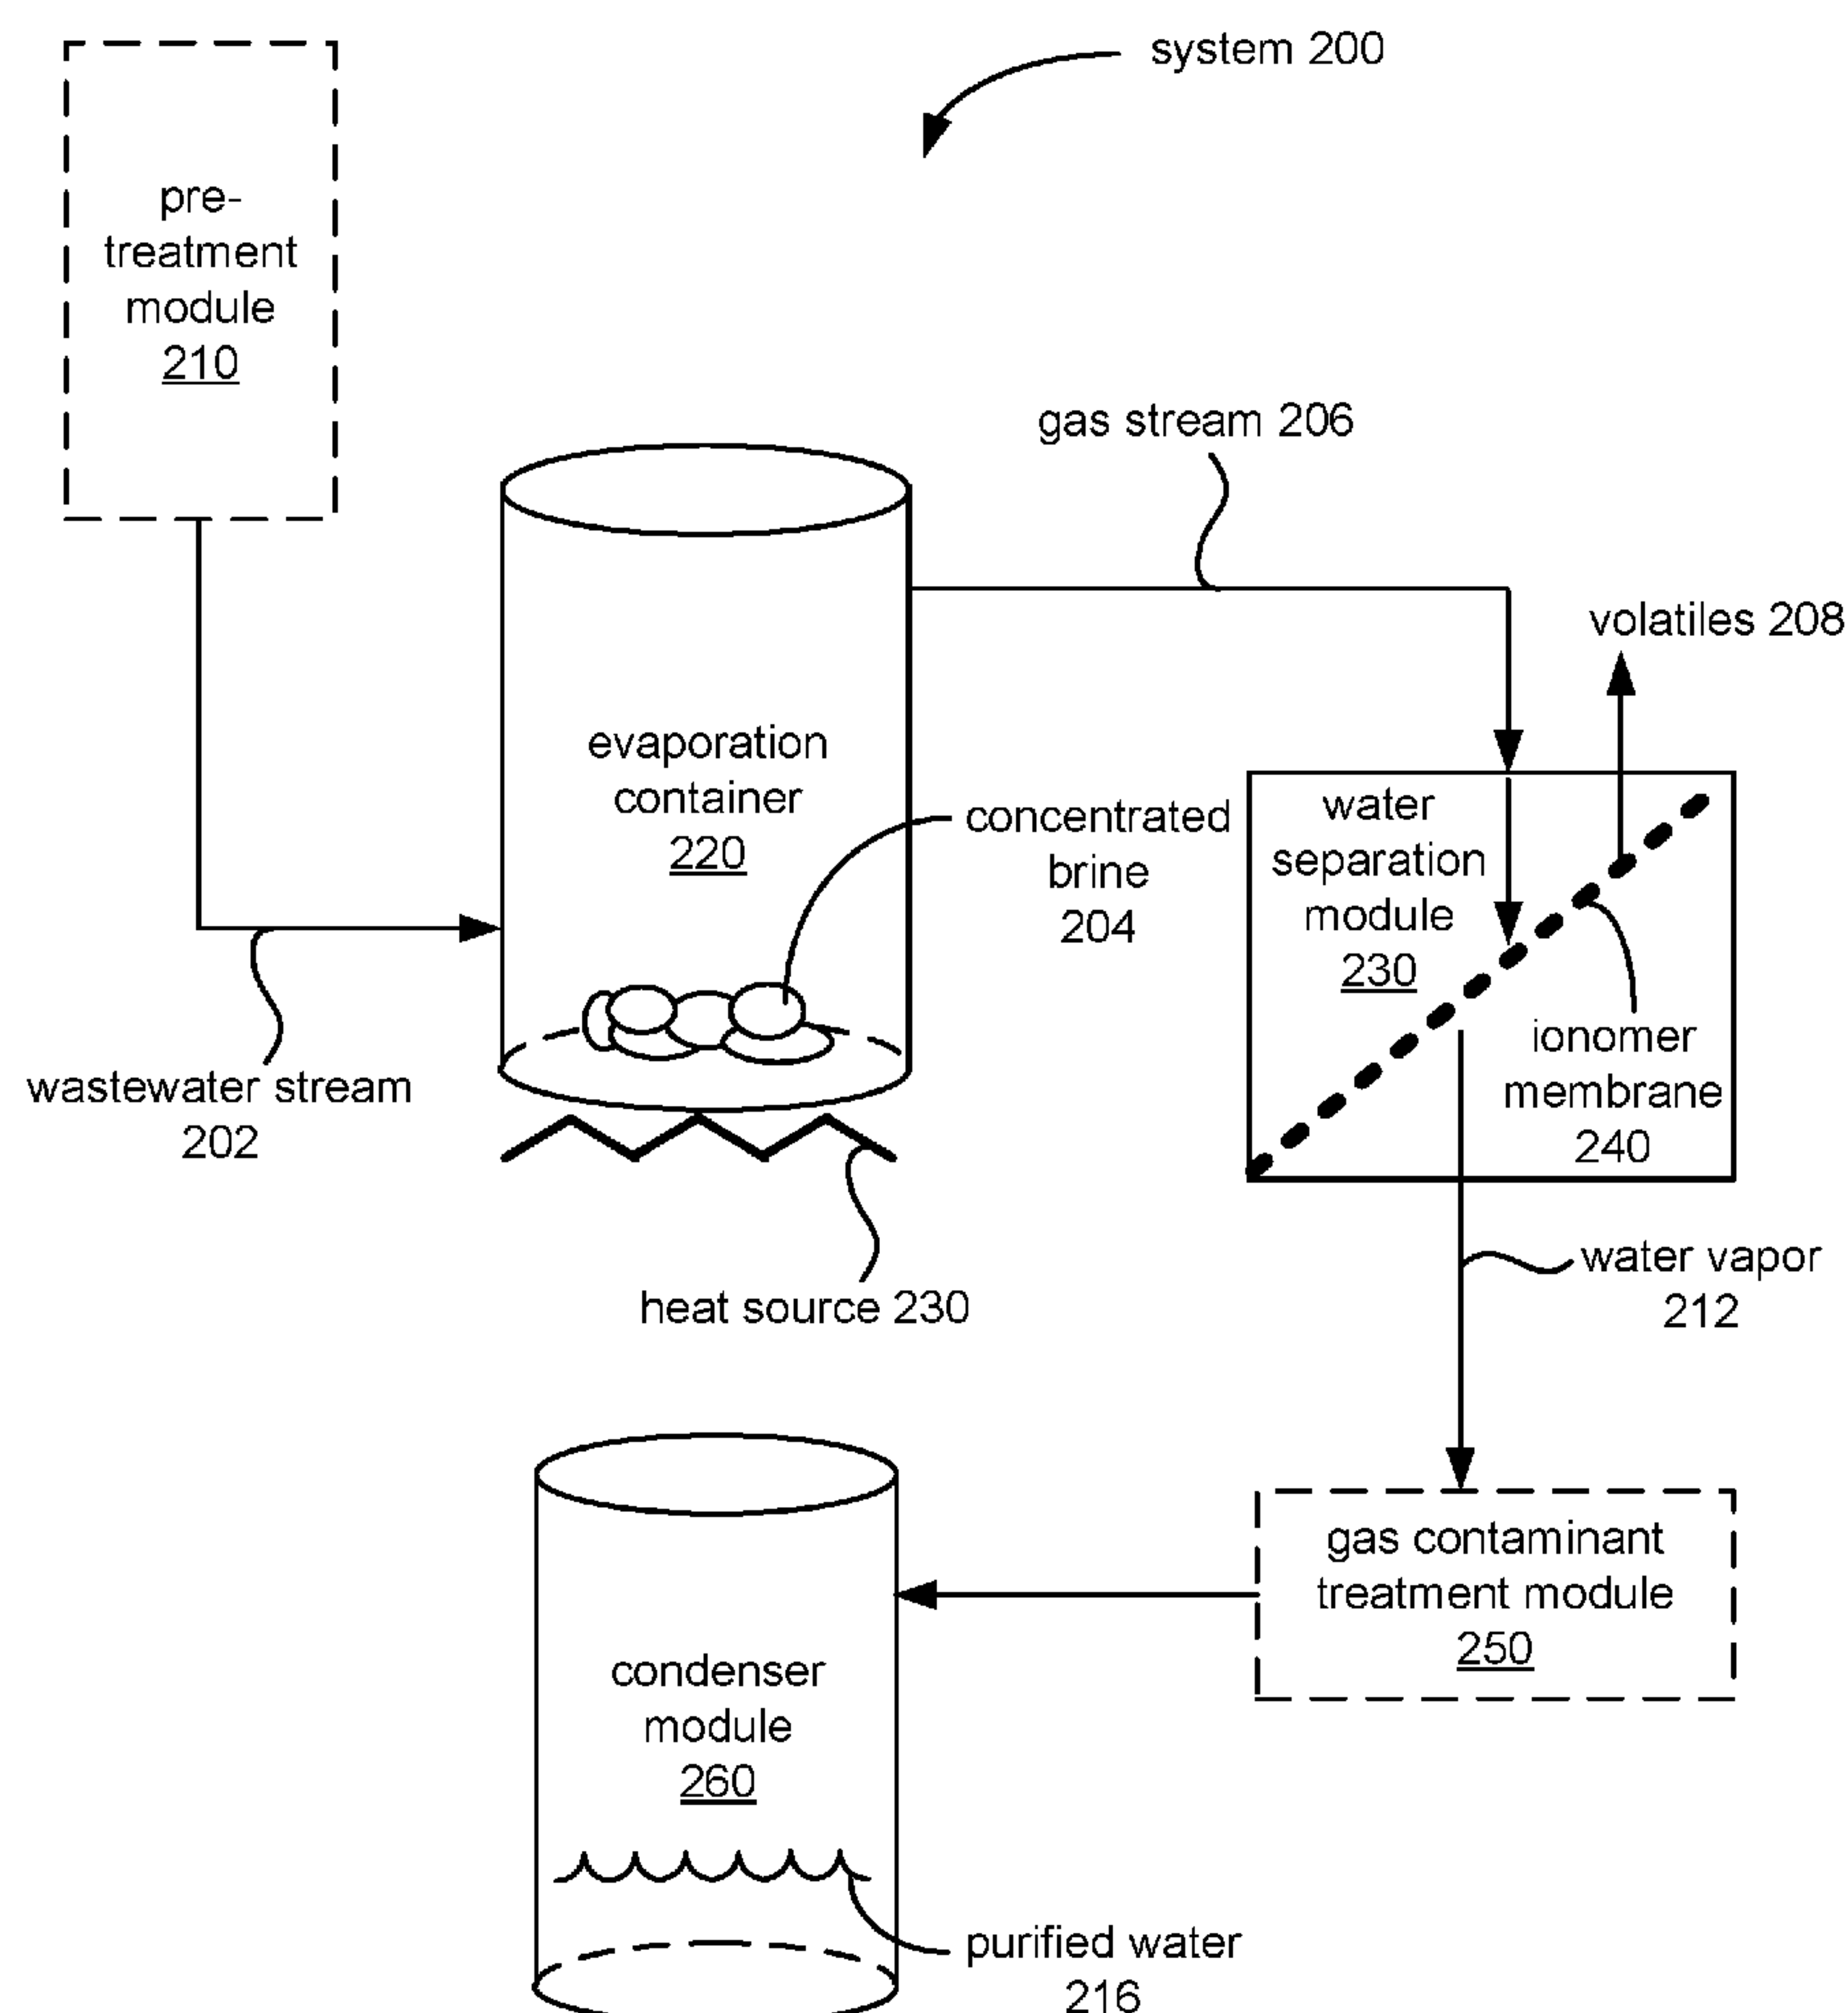 system 200
pre-
treatment
module
210
gas stream 206
volatiles 208
evaporation
container
220
concentrated
brine
204
water
separation
module
230
ionomer
membrane
240
wastewater stream
202
heat source 230
water vapor
212
gas contaminant
treatment module
250
condenser
module
260
purified water
216